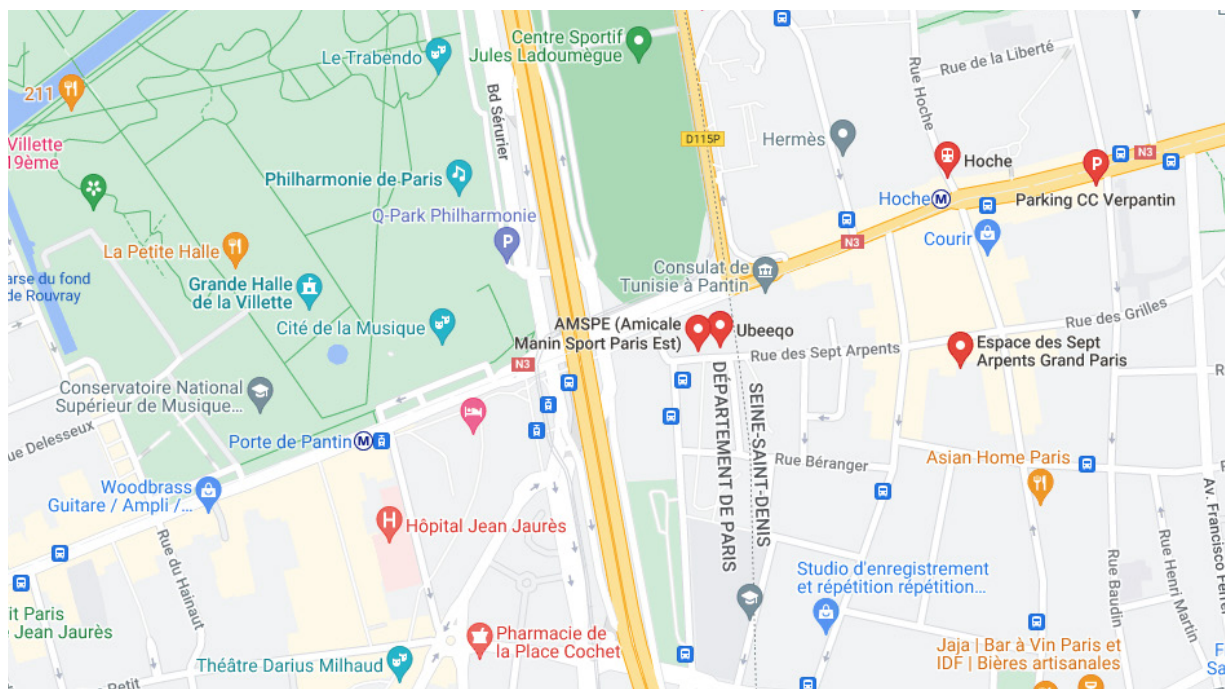 Centre Sportif
Jules Ladoumègue
Le Trabendo
Rue de la Liberté
Rue Hoche
211
Bd Sérurier
D115P
Hermès
Villette
19ème
N3
Hoche
Philharmonie de Paris
Parking CC Verpantin
P
Hoche
M
Q-Park Philharmonie
P
N3
Courir
La Petite Halle
Consulat de
Tunisie à Pantin
arse du fond
de Rouvray
Grande Halle
de la Villette
Rue des Grilles
Cité de la Musique
AMSPE (Amicale
Manin Sport Paris Est)
Ubeeqo
Rue des Sept Arpents
Espace des Sept
Arpents Grand Paris
N3
Conservatoire National
Supérieur de Musique...
DÉPARTEMENT DE PARIS
SEINE-SAINT-DENIS
ue Delesseux
Porte de Pantin
M
Rue Béranger
Asian Home Paris
Woodbrass
Guitare / Ampli /...
Av. Francisco Ferrer
H
Hôpital Jean Jaurès
Rue du Hainaut
Rue Baudin
Rue Henri Martin
Studio d'enregistrement
et répétition répétition...
it Paris
Jean Jaurès
Pharmacie de
la Place Cochet
Jaja | Bar à Vin Paris et
IDF | Bières artisanales
Théâtre Darius Milhaud
Petit
F
Sa